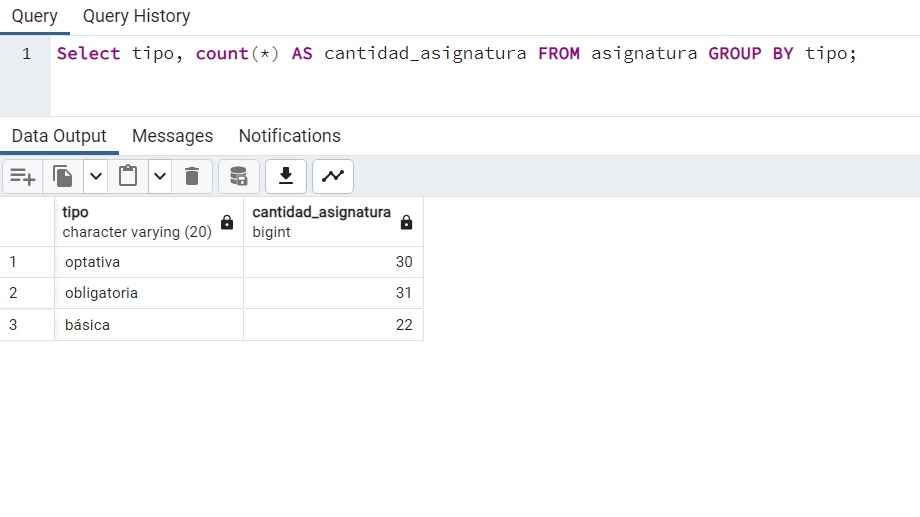 Query Query History
1 Select tipo, count(*) AS cantidad_asignatura FROM asignatura GROUP BY tipo;
Data Output Messages Notifications
tipo cantidad_asignatura
character varying (20) bigint
1 optativa 30
2 obligatoria 31
3 básica 22